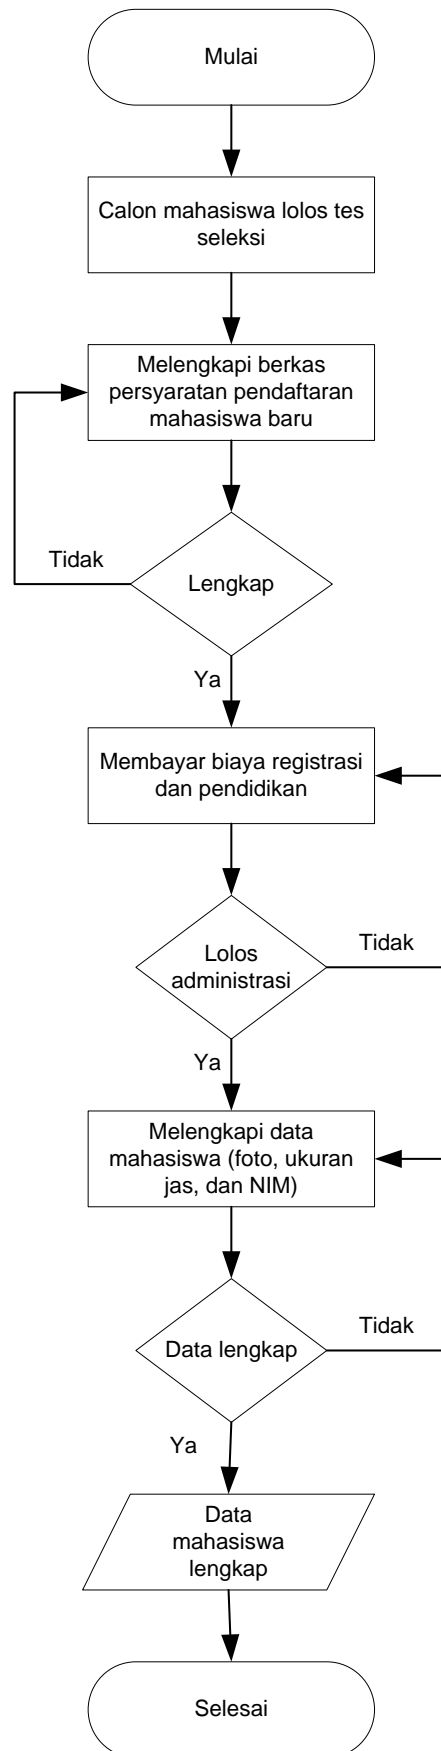 Mulai
Calon mahasiswa lolos tes
seleksi
Melengkapi berkas
persyaratan pendaftaran
mahasiswa baru
Tidak
Lengkap
Ya
Membayar biaya registrasi
dan pendidikan
Lolos
administrasi
Tidak
Ya
Melengkapi data
mahasiswa (foto, ukuran
jas, dan NIM)
Data lengkap
Tidak
Ya
Data
mahasiswa
lengkap
Selesai